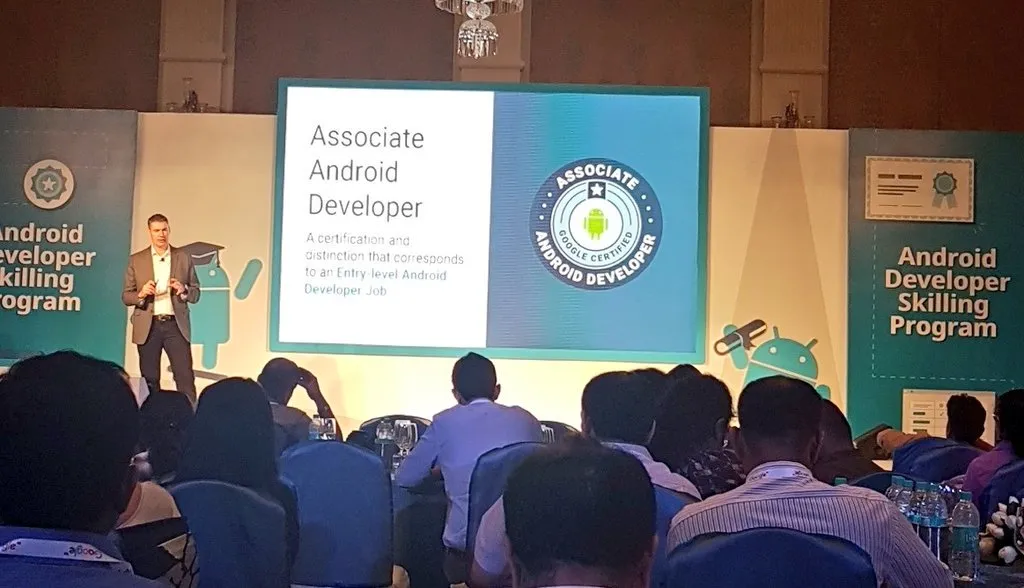 Associate
Android
Developer
A certification and
distinction that corresponds
to an Entry-level Android
Developer Job
ASSOCIATE
GOOGLE CERTIFIED
ANDROID DEVELOPER
Android
Developer
Skilling
Program
Android
Developer
Skilling
Program
Google